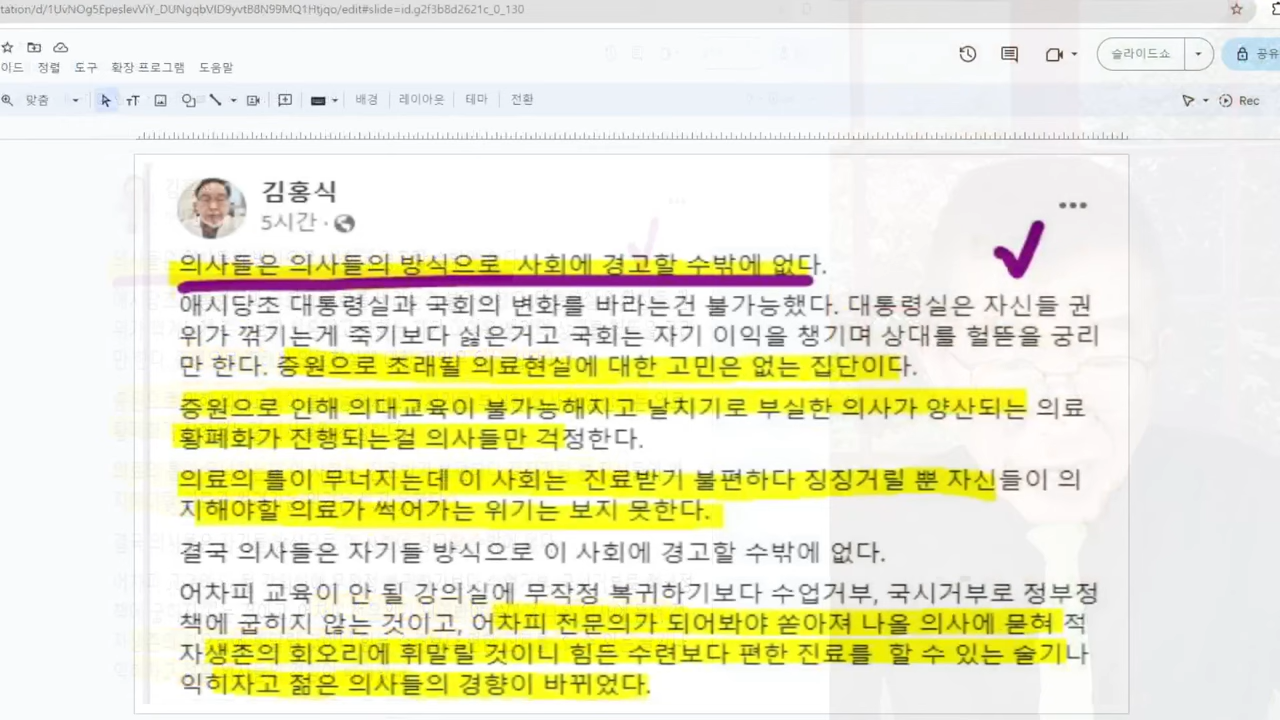 tation/d/1UvNOg5EpeslevViY_DUNgqbVID9yvtB8N99MQ1Htjqo/edit#slide=id.g2f3b8d2621c_0_130
이드 정렬 도구 확장 프로그램 도움말
슬라이드쇼
공유
맞춤
배경 레이아웃 테마 전환
Rec
김홍식
5시간
의사들은 의사들의 방식으로 사회에 경고할 수밖에 없다.
애시당초 대통령실과 국회의 변화를 바라는건 불가능했다. 대통령실은 자신들 권
위가 꺾기는게 죽기보다 싫은거고 국회는 자기 이익을 챙기며 상대를 헐뜯을 궁리
만 한다. 증원으로 초래될 의료현실에 대한 고민은 없는 집단이다.
증원으로 인해 의대교육이 불가능해지고 날치기로 부실한 의사가 양산되는 의료
황폐화가 진행되는걸 의사들만 걱정한다.
의료의 틀이 무너지는데 이 사회는 진료받기 불편하다 징징거릴 뿐 자신들이 의
지해야할 의료가 썩어가는 위기는 보지 못한다.
결국 의사들은 자기들 방식으로 이 사회에 경고할 수밖에 없다.
어차피 교육이 안 될 강의실에 무작정 복귀하기보다 수업거부, 국시거부로 정부정
책에 굽히지 않는 것이고, 어차피 전문의가 되어봐야 쏟아져 나올 의사에 묻혀 적
자생존의 회오리에 휘말릴 것이니 힘든 수련보다 편한 진료를 할 수 있는 술기나
익히자고 젊은 의사들의 경향이 바뀌었다.